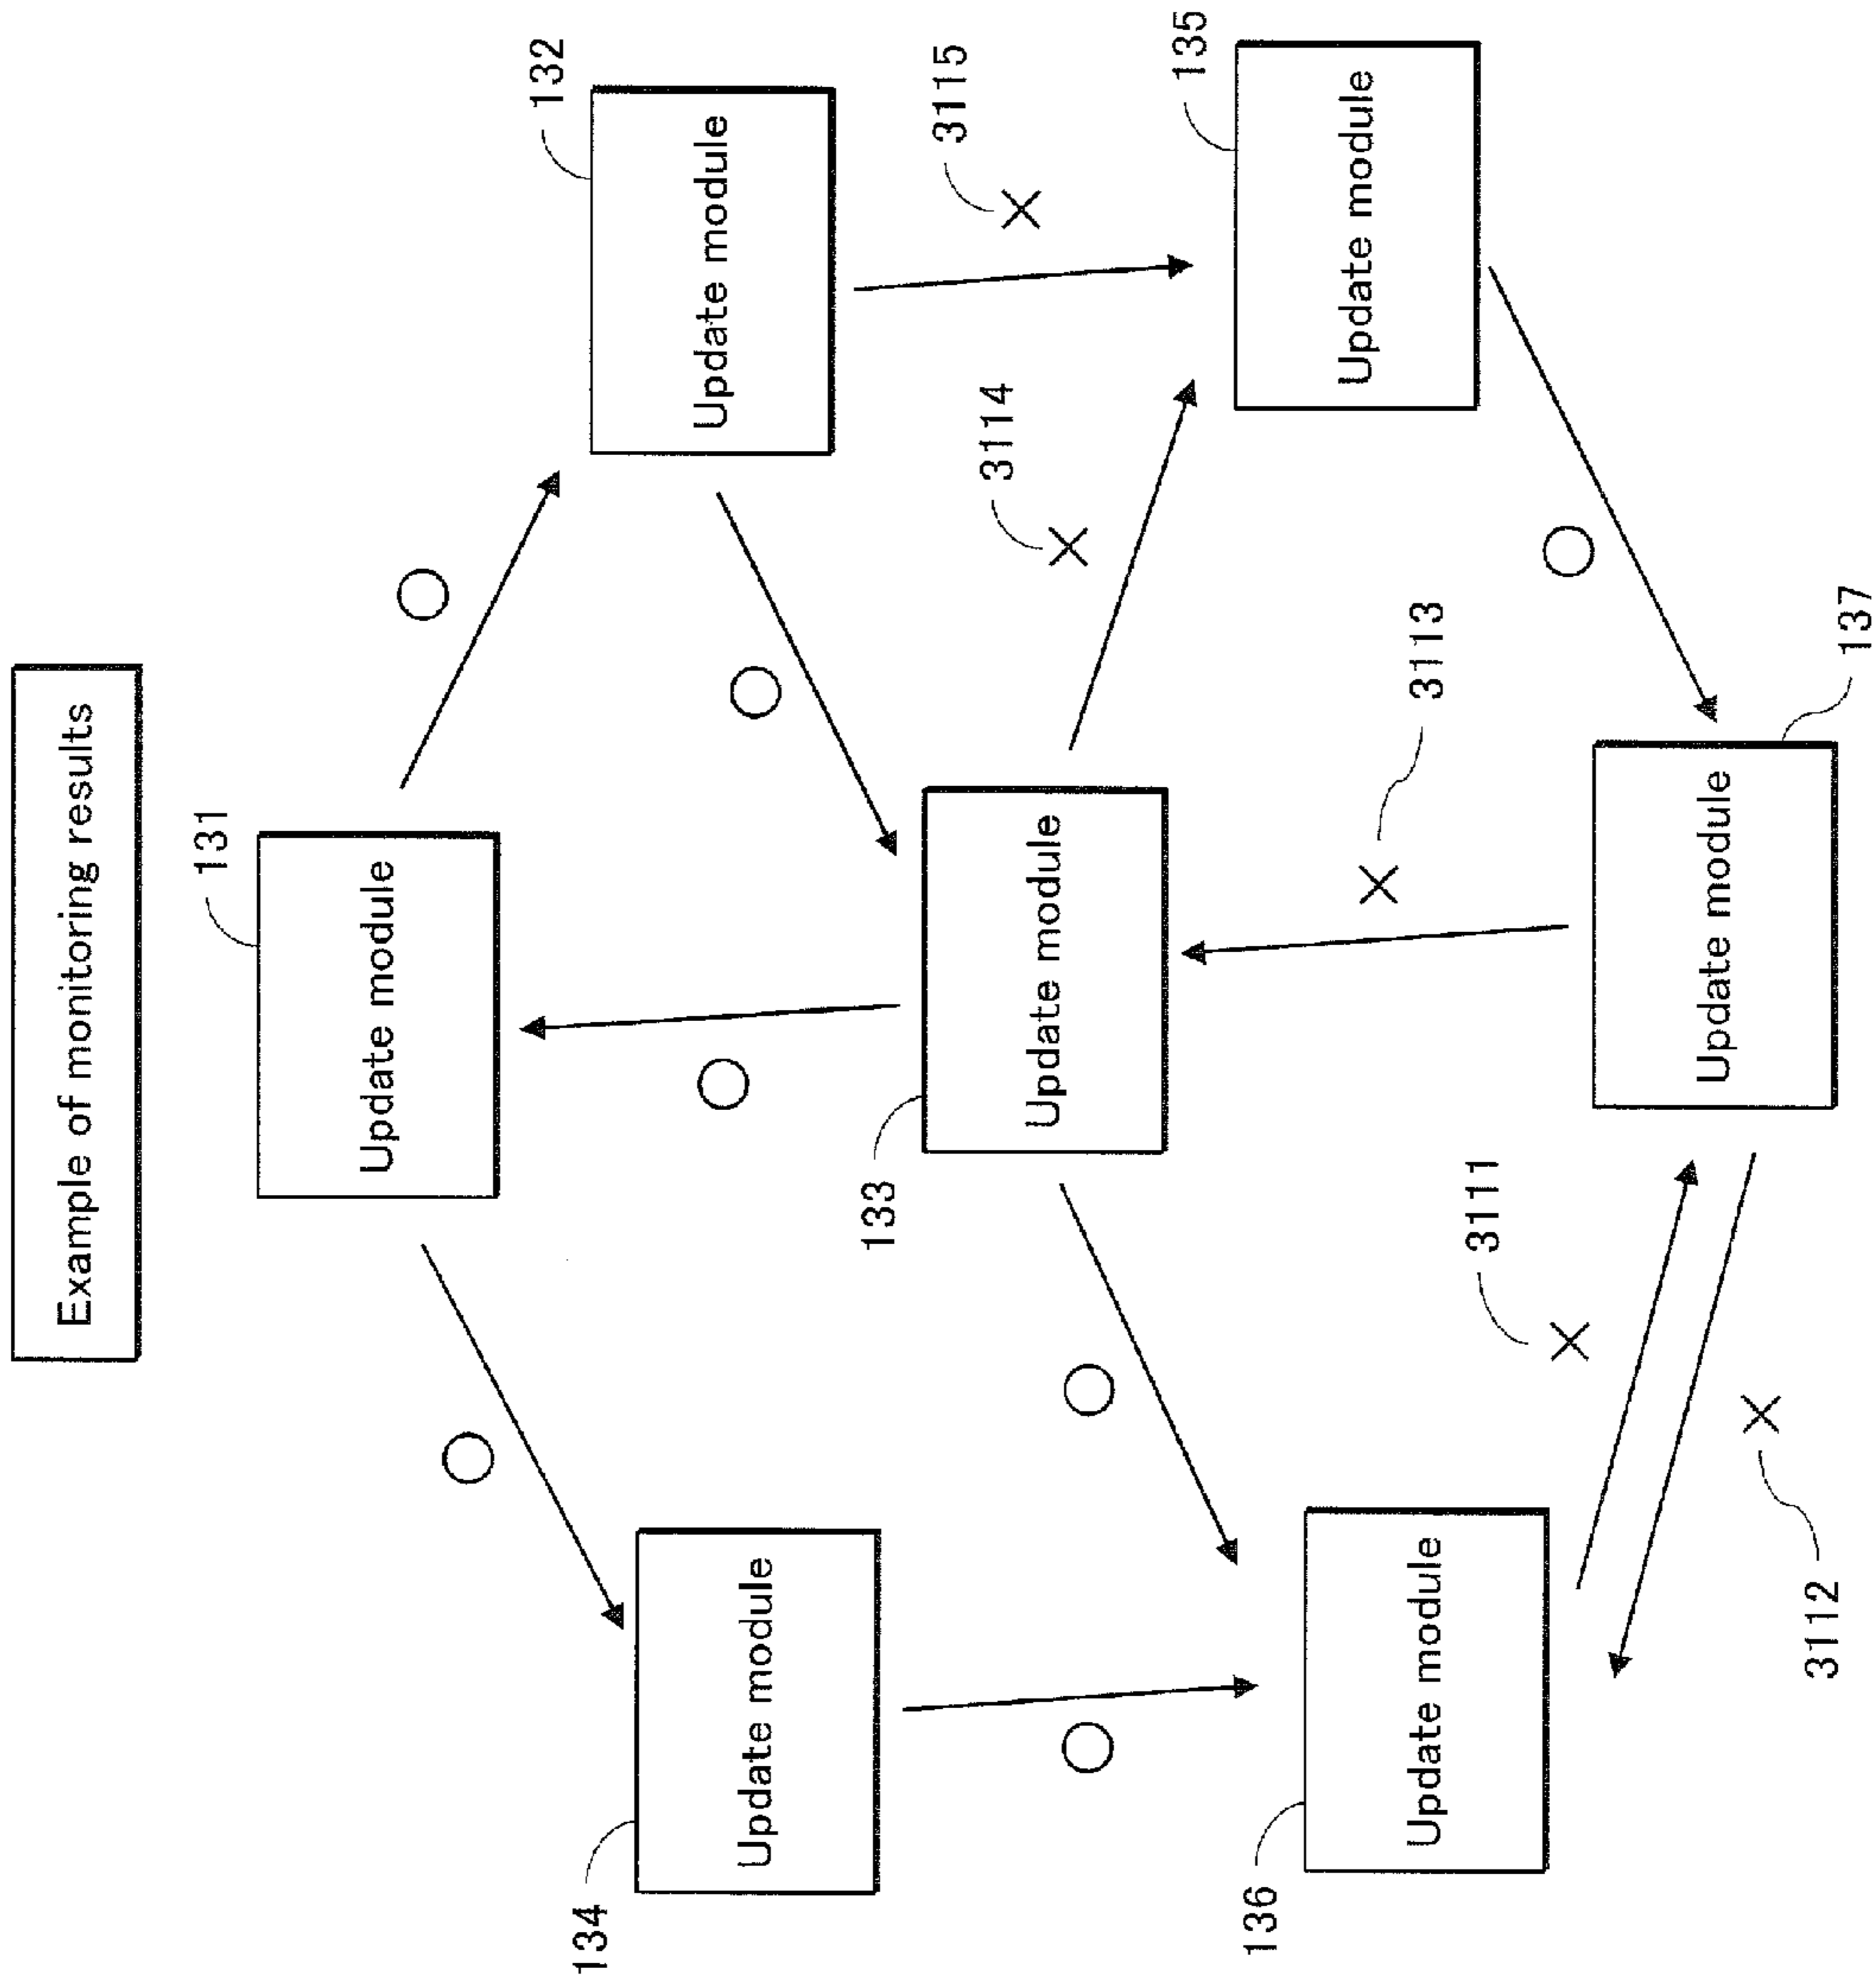 Example of monitoring results
131
Update module
132
Update module
134
Update module
133
Update module
3115
3114
135
Update module
136
Update module
3111
3113
3112
137
Update module